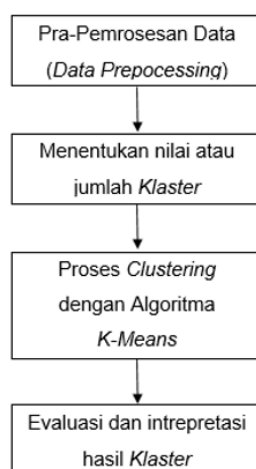 Pra-Pemrosesan Data
(Data Prepocessing)
Menentukan nilai atau
jumlah Klaster
Proses Clustering
dengan Algoritma
K-Means
Evaluasi dan intrepretasi
hasil Klaster